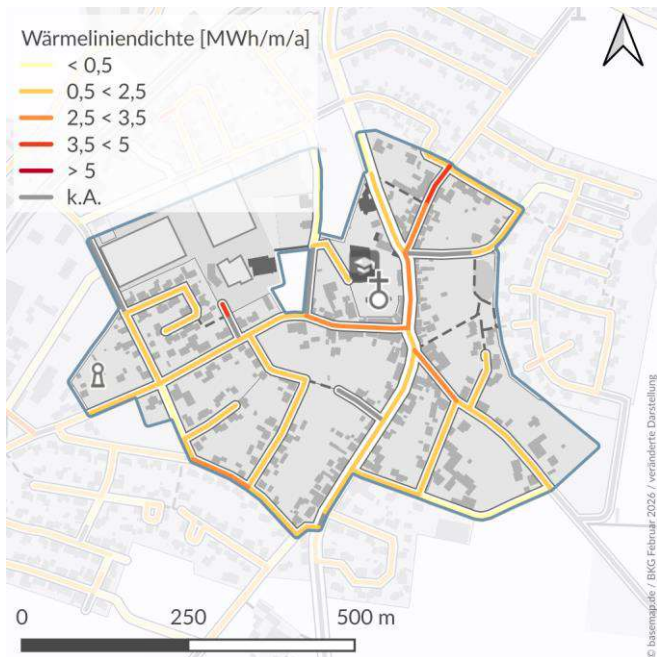 Wärmeliniendichte [MWh/m/a]
< 0,5
0,5 < 2,5
2,5 < 3,5
3,5 < 5
> 5
k.A.
0 250 500 m
© basemap.de / BKG Februar 2026 / veränderte Darstellung